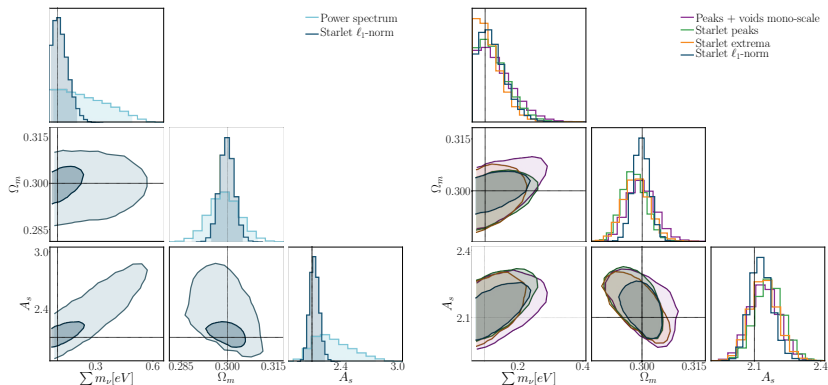 Power spectrum
Starlet ℓ₁-norm
0.315
Ωₘ 0.300
0.285
3.0
Aₛ 2.4
0.3 0.6
∑ mᵥ[eV]
0.285 0.300 0.315
Ωₘ
2.4 3.0
Aₛ
Peaks + voids mono-scale
Starlet peaks
Starlet extrema
Starlet ℓ₁-norm
0.315
Ωₘ 0.300
2.4
Aₛ 2.1
0.2 0.4
∑ mᵥ[eV]
0.300 0.315
Ωₘ
2.1 2.4
Aₛ